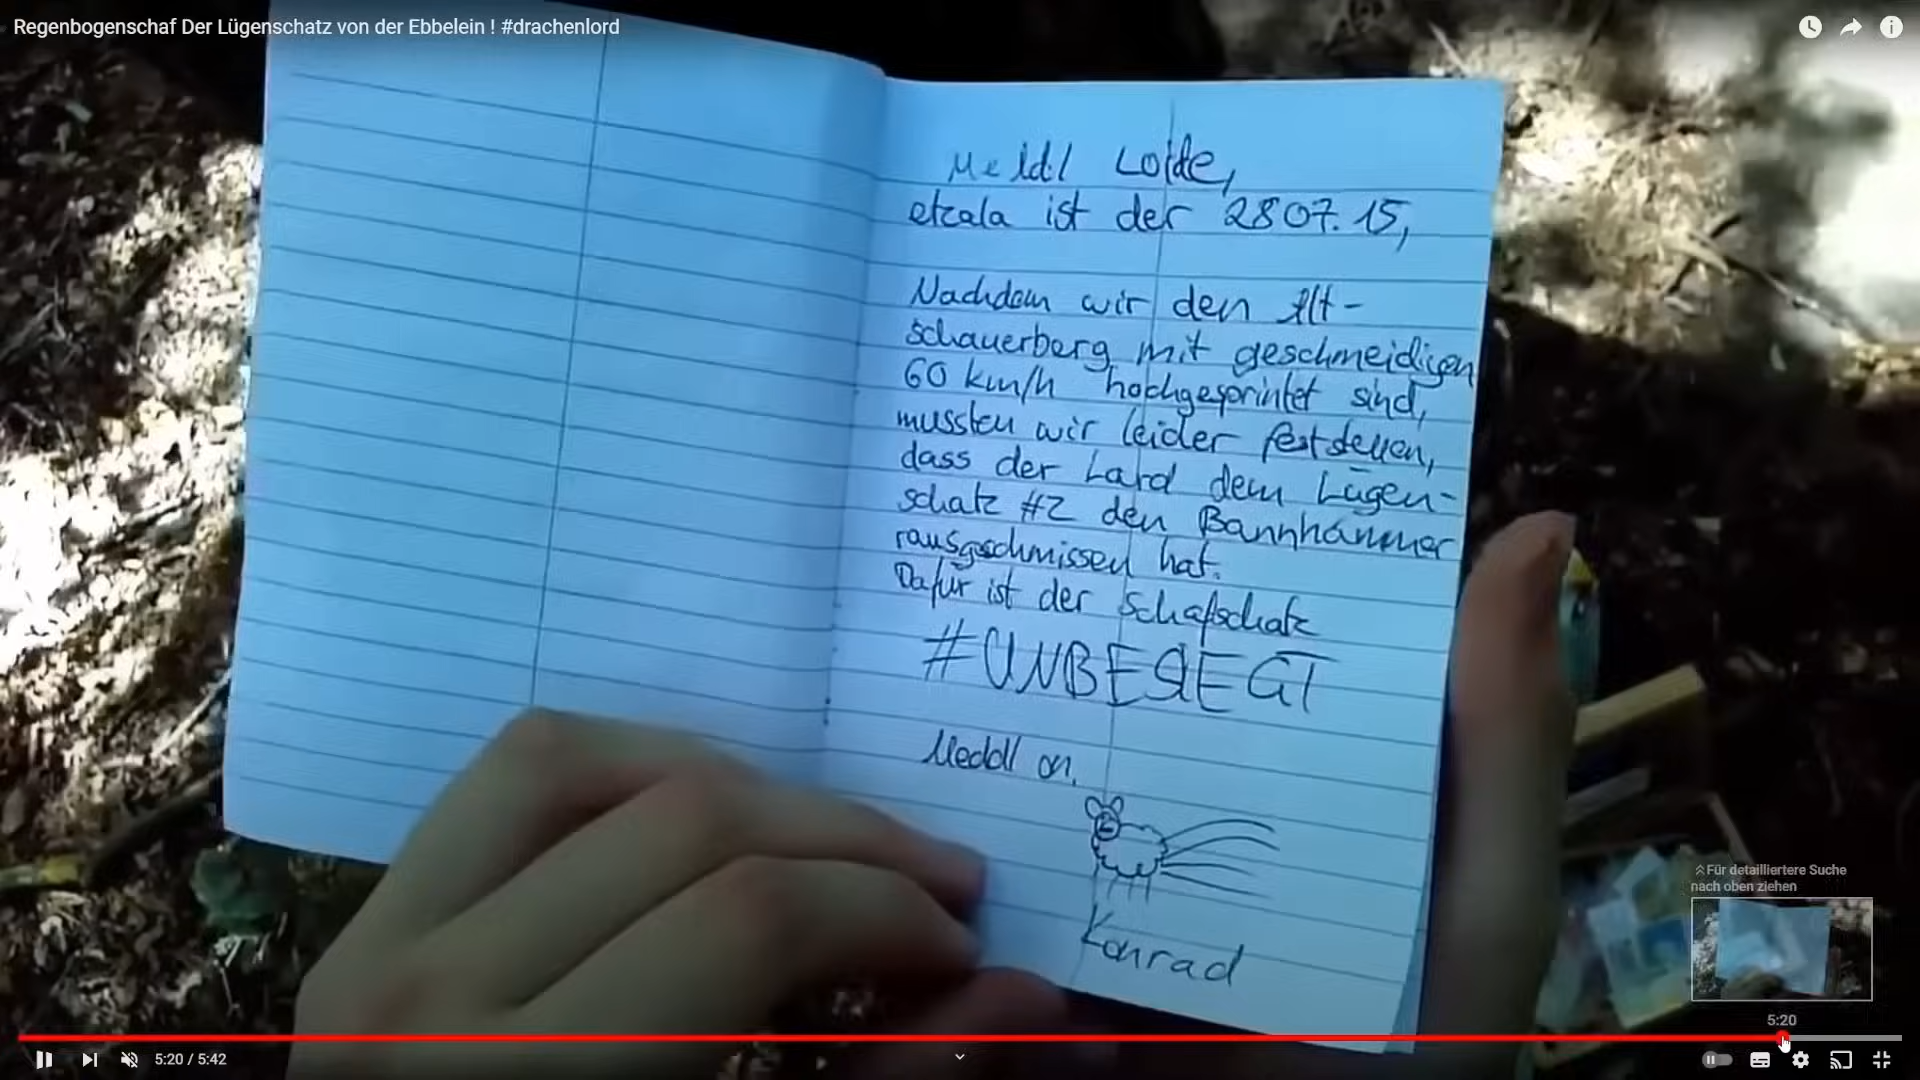 Regenbogenschaf Der Lügenschatz von der Ebbelein ! #drachenlord
Meldl Loide,
etzala ist der 2807.15,
Nachdem wir den Alt-
schauerberg mit geschmeidigen
60 km/h hochgesprintet sind,
mussten wir leider feststellen,
dass der Lard dem Lügen-
schatz #2 den Bannhammer
rausgeschmissen hat.
Dafür ist der Schafschatz
#UNBESIEGT
Meddl on,
Konrad
Für detailliertere Suche
nach oben ziehen
5:20
5:20 / 5:42